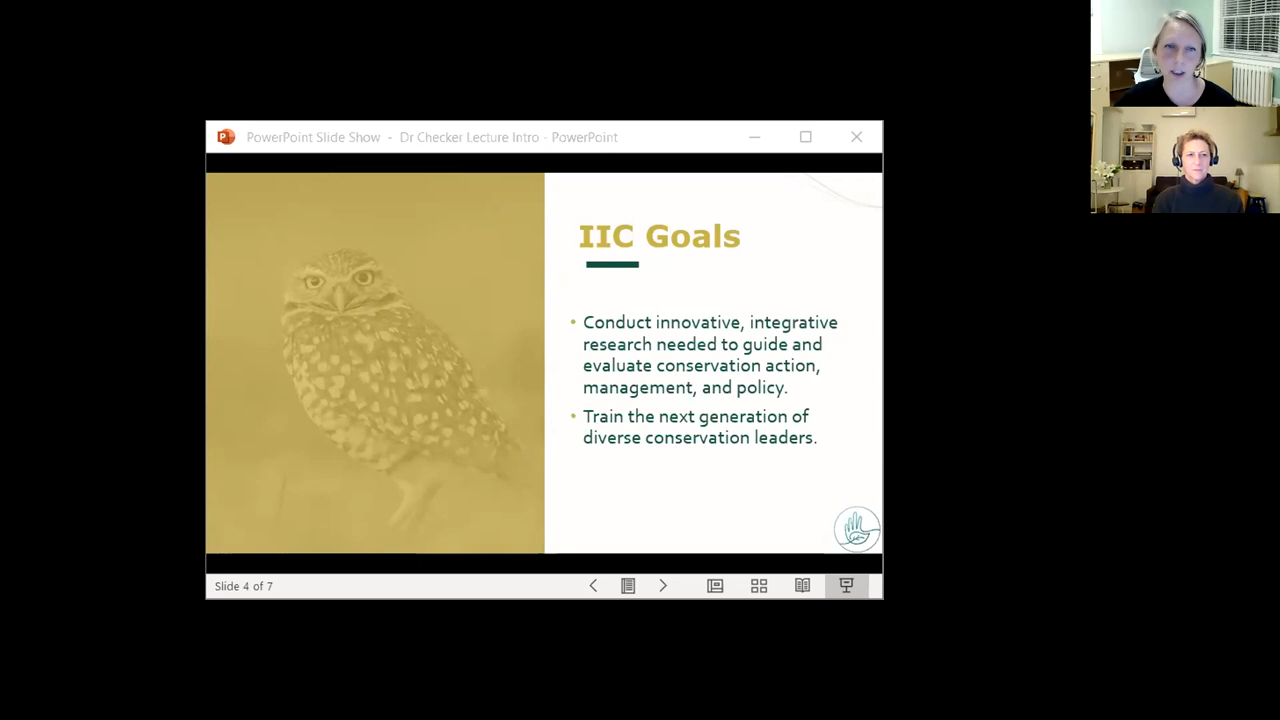 PowerPoint Slide Show - Dr Checker Lecture Intro - PowerPoint
IIC Goals
• Conduct innovative, integrative
research needed to guide and
evaluate conservation action,
management, and policy.
• Train the next generation of
diverse conservation leaders.
Slide 4 of 7